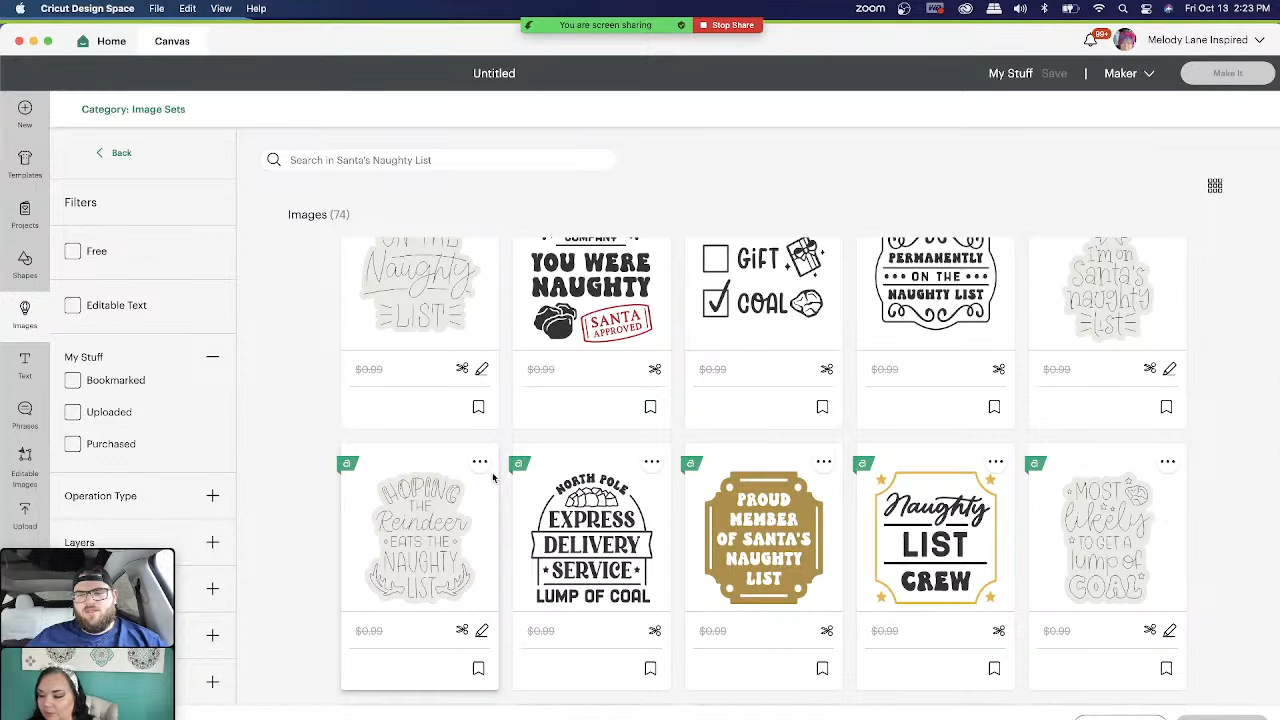 Cricut Design Space File Edit View Help
zoom Fri Oct 13 2:23 PM
You are screen sharing Stop Share
Home Canvas
99+ Melody Lane Inspired
Untitled
My Stuff Save | Maker Make It
New
Category: Image Sets
Back
Search in Santa's Naughty List
Templates
Filters
Images (74)
Projects
Free
Shapes
Editable Text
Images
My Stuff
Bookmarked
Text
Uploaded
Phrases
Purchased
Editable
Images
Operation Type
Upload
Layers
ON THE
Naughty
LIST
COMPANY
YOU WERE
NAUGHTY
SANTA
APPROVED
GIFT
COAL
PERMANENTLY
ON THE
NAUGHTY LIST
I'm on
Santa's
naughty
list
$0.99 $0.99 $0.99 $0.99 $0.99
a a a a a
HOPING
THE
Reindeer
EATS THE
NAUGHTY
LIST
NORTH POLE
EXPRESS
DELIVERY
SERVICE
LUMP OF COAL
PROUD
MEMBER
OF SANTA'S
NAUGHTY
LIST
Naughty
LIST
CREW
MOST
likely
TO GET A
LUMP OF
COAL
$0.99 $0.99 $0.99 $0.99 $0.99